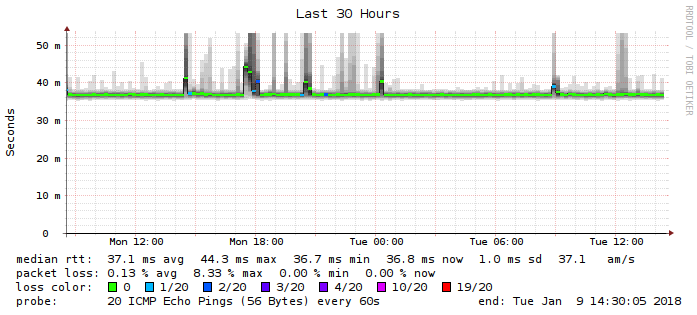 Last 30 Hours
RRDTOOL / TOBI OETIKER
Seconds
50 m
40 m
30 m
20 m
10 m
0
Mon 12:00 Mon 18:00 Tue 00:00 Tue 06:00 Tue 12:00
median rtt: 37.1 ms avg 44.3 ms max 36.7 ms min 36.8 ms now 1.0 ms sd 37.1 am/s
packet loss: 0.13 % avg 8.33 % max 0.00 % min 0.00 % now
loss color: 0 1/20 2/20 3/20 4/20 10/20 19/20
probe: 20 ICMP Echo Pings (56 Bytes) every 60s end: Tue Jan 9 14:30:05 2018